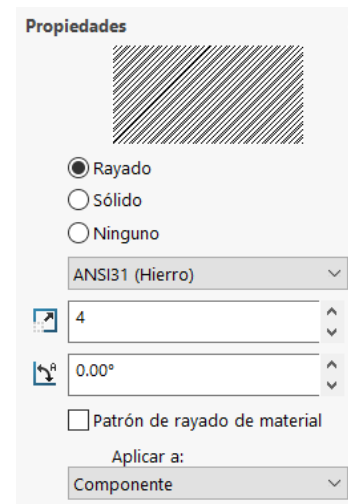 Propiedades
Rayado
Sólido
Ninguno
ANSI31 (Hierro)
4
0.00°
Patrón de rayado de material
Aplicar a:
Componente